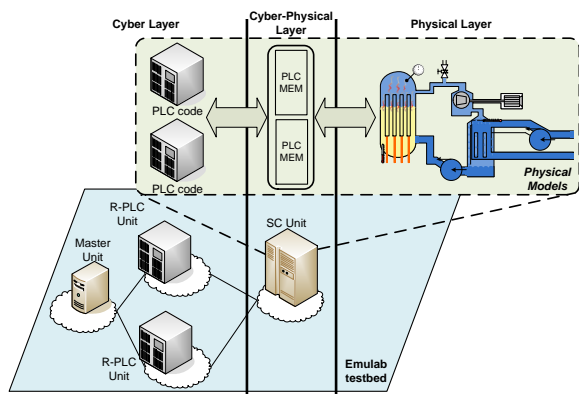 Cyber Layer
Cyber-Physical
Layer
Physical Layer
PLC code
PLC
MEM
PLC code
PLC
MEM
Physical
Models
R-PLC
Unit
SC Unit
Master
Unit
R-PLC
Unit
Emulab
testbed